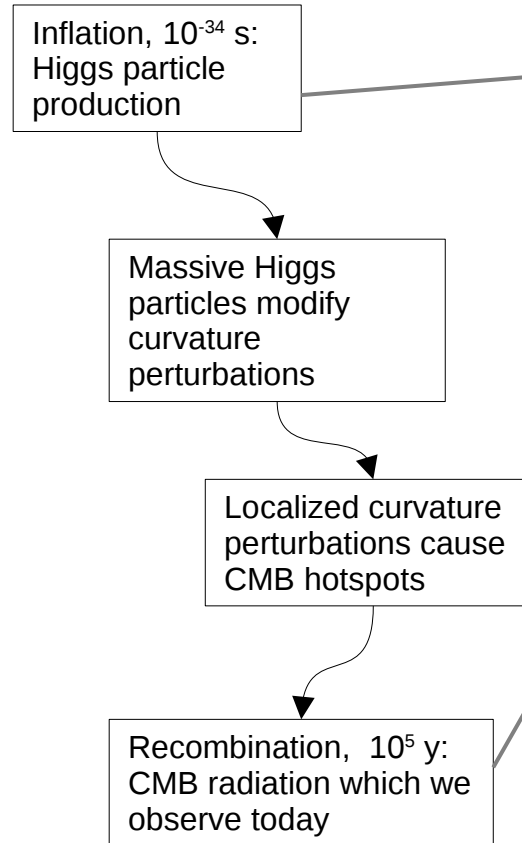 Inflation, 10⁻³⁴ s:
Higgs particle
production
Massive Higgs
particles modify
curvature
perturbations
Localized curvature
perturbations cause
CMB hotspots
Recombination,  10⁵ y:
CMB radiation which we
observe today